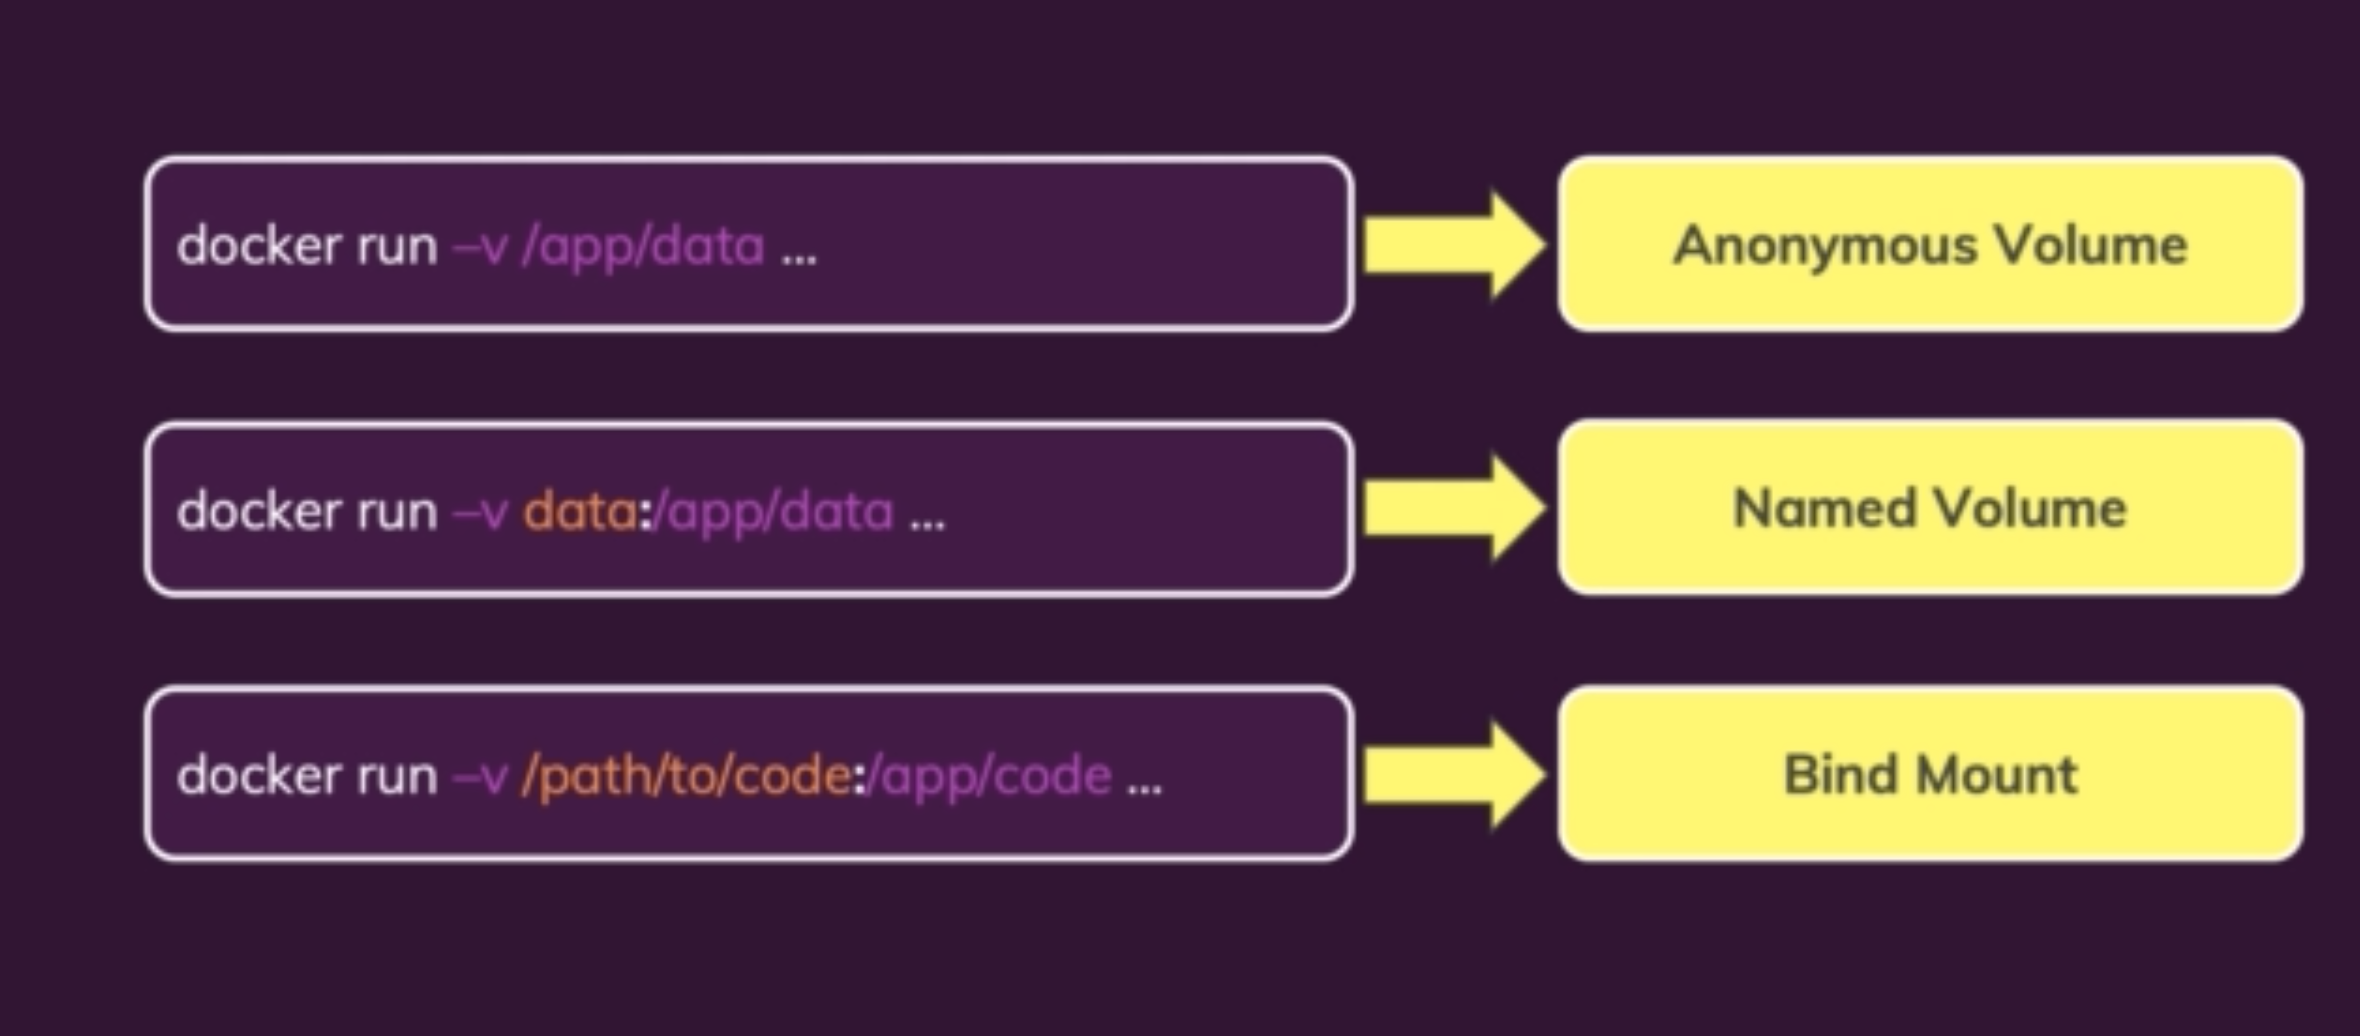 docker run –v /app/data ...
Anonymous Volume
docker run –v data:/app/data ...
Named Volume
docker run –v /path/to/code:/app/code ...
Bind Mount